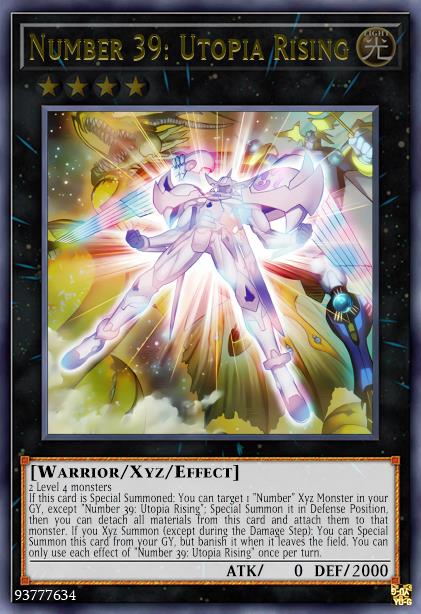 Number 39: Utopia Rising
LIGHT
光
[Warrior/Xyz/Effect]
2 Level 4 monsters
If this card is Special Summoned: You can target 1 "Number" Xyz Monster in your
GY, except "Number 39: Utopia Rising"; Special Summon it in Defense Position,
then you can detach all materials from this card and attach them to that
monster. If you Xyz Summon (except during the Damage Step): You can Special
Summon this card from your GY, but banish it when it leaves the field. You can
only use each effect of "Number 39: Utopia Rising" once per turn.
ATK/ 0 DEF/2000
93777634